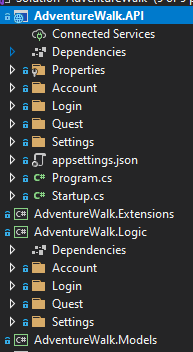 AdventureWalk.API
Connected Services
Dependencies
Properties
Account
Login
Quest
Settings
appsettings.json
Program.cs
Startup.cs
AdventureWalk.Extensions
AdventureWalk.Logic
Dependencies
Account
Login
Quest
Settings
AdventureWalk.Models